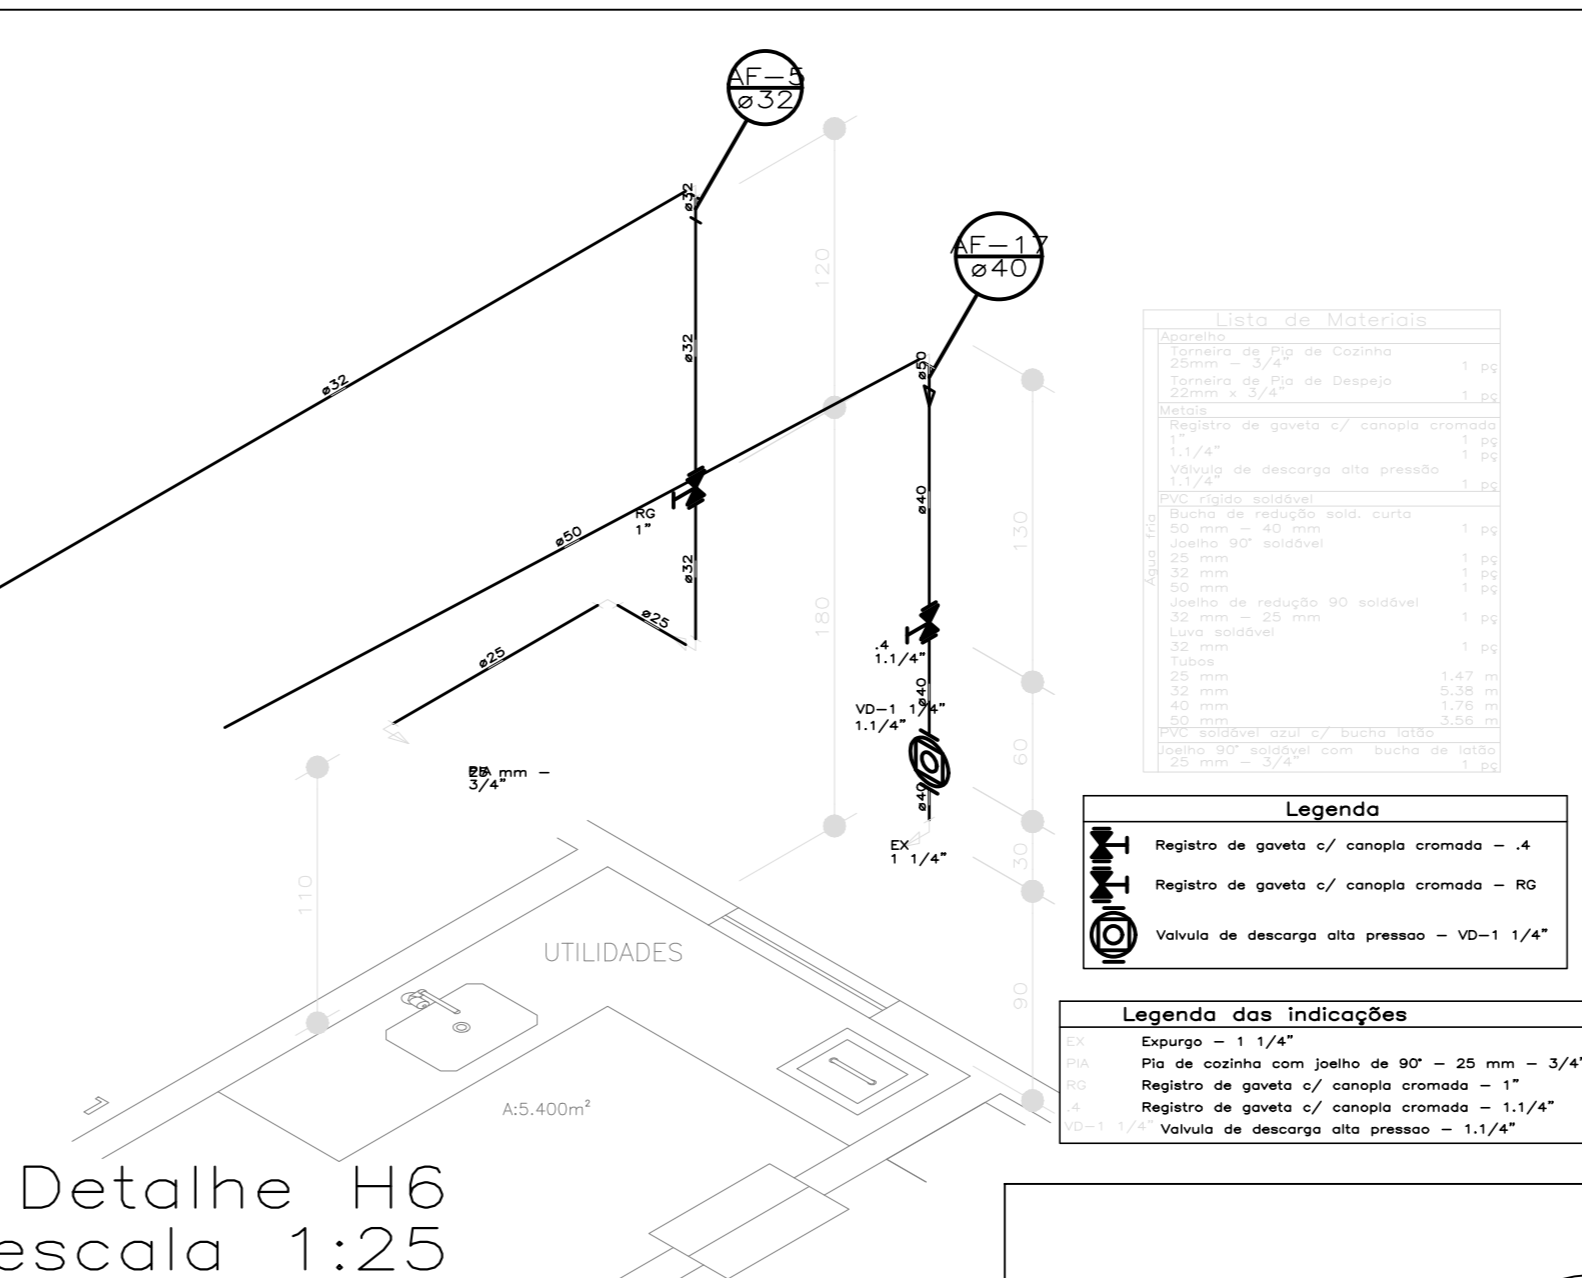 AF-5
ø32
AF-17
ø40
ø32
ø32
ø32
ø32
RG
1"
ø50
ø50
ø40
ø40
ø40
ø25
ø25
.4
1.1/4"
VD-1 1/4"
1.1/4"
EX
1 1/4"
mm -
3/4"
120
180
130
60
30
90
110
UTILIDADES
A:5.400m²
Detalhe H6
escala 1:25
Lista de Materiais
Água fria
Aparelho
Torneira de Pia de Cozinha
25mm - 3/4" 1 pç
Torneira de Pia de Despejo
22mm x 3/4" 1 pç
Metais
Registro de gaveta c/ canopla cromada
1" 1 pç
1.1/4" 1 pç
Válvula de descarga alta pressão
1.1/4" 1 pç
PVC rígido soldável
Bucha de redução sold. curta
50 mm - 40 mm 1 pç
Joelho 90° soldável
25 mm 1 pç
32 mm 1 pç
50 mm 1 pç
Joelho de redução 90 soldável
32 mm - 25 mm 1 pç
Luva soldável
32 mm 1 pç
Tubos
25 mm 1.47 m
32 mm 5.38 m
40 mm 1.76 m
50 mm 3.56 m
PVC soldável azul c/ bucha latão
Joelho 90° soldável com bucha de latão
25 mm - 3/4" 1 pç
Legenda
Registro de gaveta c/ canopla cromada - .4
Registro de gaveta c/ canopla cromada - RG
Valvula de descarga alta pressao - VD-1 1/4"
Legenda das indicações
EX Expurgo - 1 1/4"
PIA Pia de cozinha com joelho de 90° - 25 mm - 3/4"
RG Registro de gaveta c/ canopla cromada - 1"
.4 Registro de gaveta c/ canopla cromada - 1.1/4"
VD-1 1/4" Valvula de descarga alta pressao - 1.1/4"